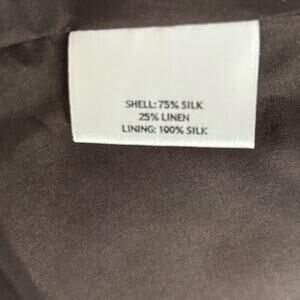 SHELL: 75% SILK
25% LINEN
LINING: 100% SILK